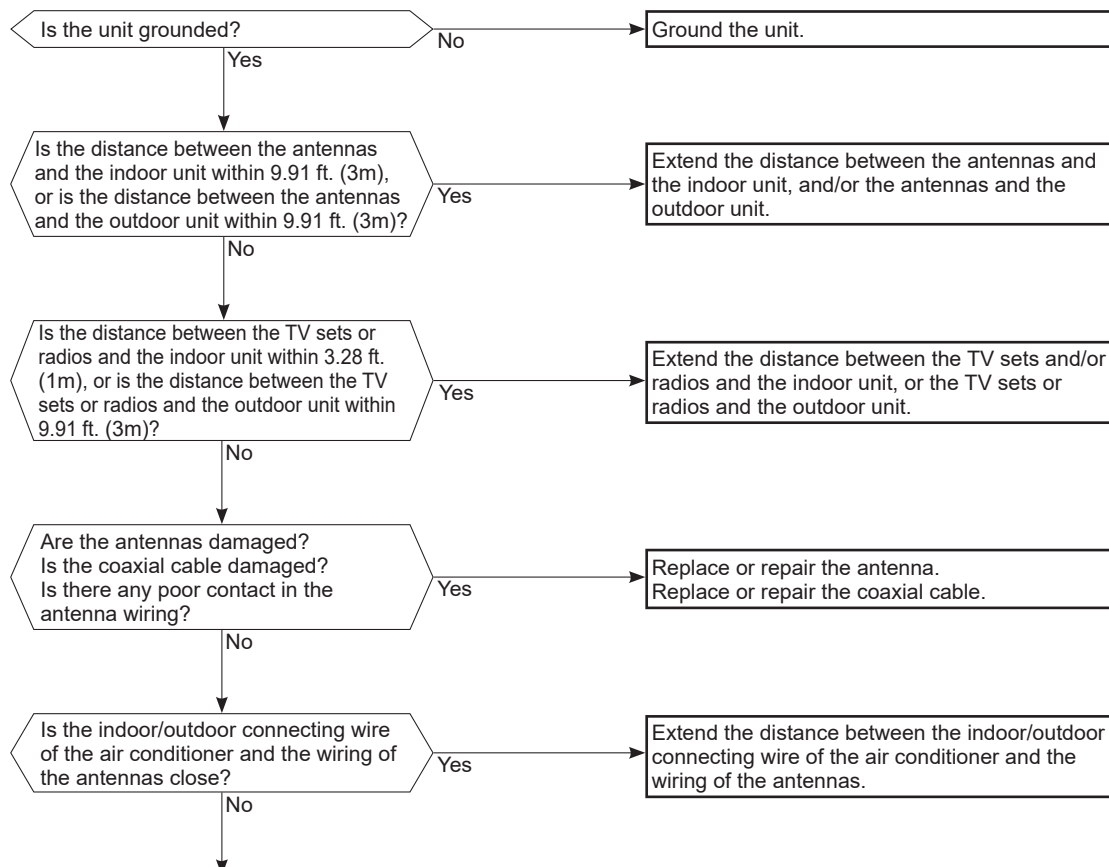 Is the unit grounded?
No
Ground the unit.
Yes
Is the distance between the antennas
and the indoor unit within 9.91 ft. (3m),
or is the distance between the antennas
and the outdoor unit within 9.91 ft. (3m)?
Yes
Extend the distance between the antennas and
the indoor unit, and/or the antennas and the
outdoor unit.
No
Is the distance between the TV sets or
radios and the indoor unit within 3.28 ft.
(1m), or is the distance between the TV
sets or radios and the outdoor unit within
9.91 ft. (3m)?
Yes
Extend the distance between the TV sets and/or
radios and the indoor unit, or the TV sets or
radios and the outdoor unit.
No
Are the antennas damaged?
Is the coaxial cable damaged?
Is there any poor contact in the
antenna wiring?
Yes
Replace or repair the antenna.
Replace or repair the coaxial cable.
No
Is the indoor/outdoor connecting wire
of the air conditioner and the wiring of
the antennas close?
Yes
Extend the distance between the indoor/outdoor
connecting wire of the air conditioner and the
wiring of the antennas.
No